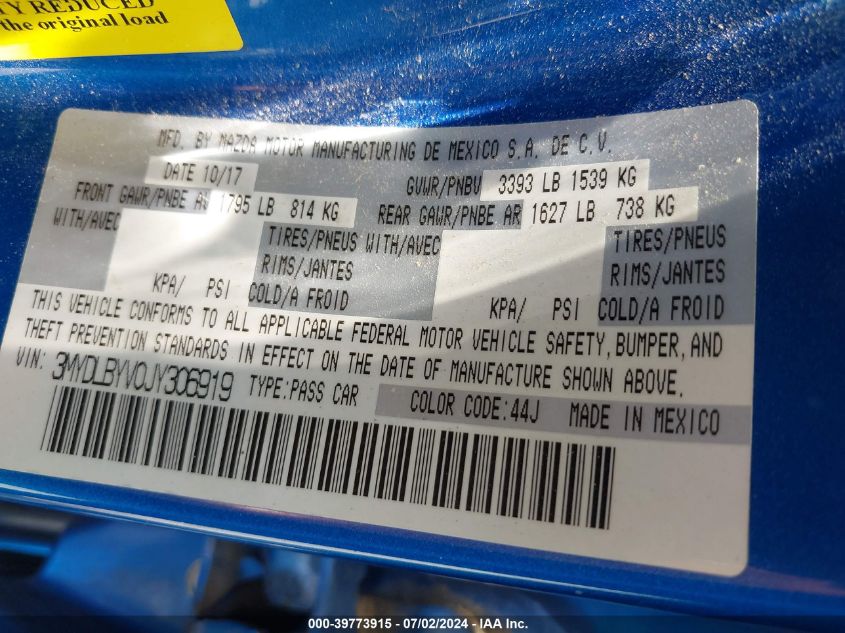 TY REDUCED
the original load
MFD. BY MAZDA MOTOR MANUFACTURING DE MEXICO S.A. DE C.V.
DATE 10/17 GVWR/PNBV 3393 LB 1539 KG
FRONT GAWR/PNBE AV 1795 LB 814 KG REAR GAWR/PNBE AR 1627 LB 738 KG
WITH/AVEC TIRES/PNEUS WITH/AVEC TIRES/PNEUS
RIMS/JANTES RIMS/JANTES
KPA/ PSI COLD/A FROID KPA/ PSI COLD/A FROID
THIS VEHICLE CONFORMS TO ALL APPLICABLE FEDERAL MOTOR VEHICLE SAFETY, BUMPER, AND
THEFT PREVENTION STANDARDS IN EFFECT ON THE DATE OF MANUFACTURE SHOWN ABOVE.
VIN: 3MYDLBYV0JY306919 TYPE:PASS CAR COLOR CODE:44J MADE IN MEXICO
000-39773915 - 07/02/2024 - IAA Inc.